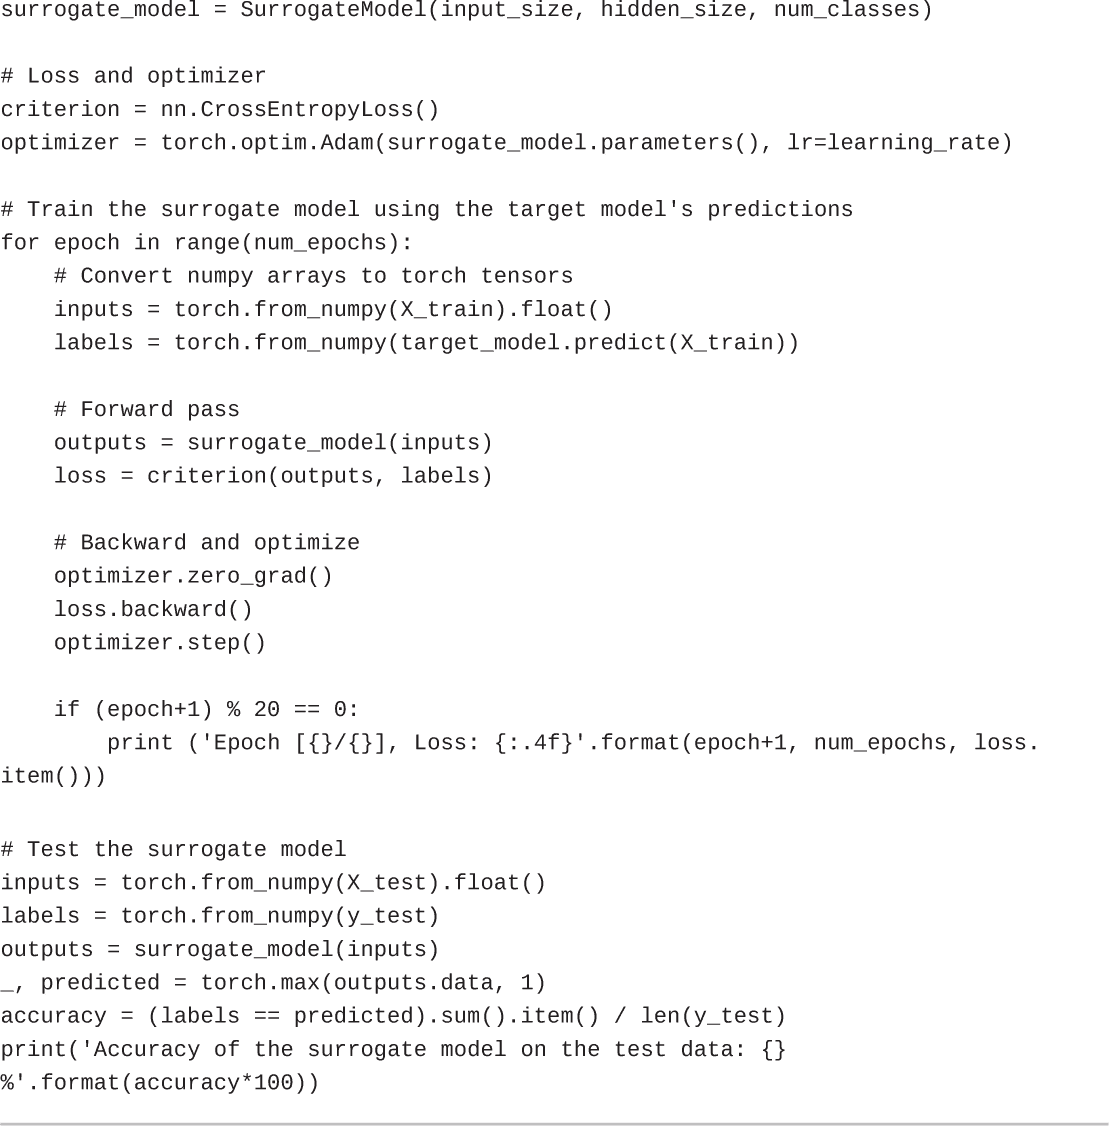 surrogate_model = SurrogateModel(input_size, hidden_size, num_classes)

# Loss and optimizer
criterion = nn.CrossEntropyLoss()
optimizer = torch.optim.Adam(surrogate_model.parameters(), lr=learning_rate)

# Train the surrogate model using the target model's predictions
for epoch in range(num_epochs):
    # Convert numpy arrays to torch tensors
    inputs = torch.from_numpy(X_train).float()
    labels = torch.from_numpy(target_model.predict(X_train))

    # Forward pass
    outputs = surrogate_model(inputs)
    loss = criterion(outputs, labels)

    # Backward and optimize
    optimizer.zero_grad()
    loss.backward()
    optimizer.step()

    if (epoch+1) % 20 == 0:
        print ('Epoch [{}/{}], Loss: {:.4f}'.format(epoch+1, num_epochs, loss.
item()))

# Test the surrogate model
inputs = torch.from_numpy(X_test).float()
labels = torch.from_numpy(y_test)
outputs = surrogate_model(inputs)
_, predicted = torch.max(outputs.data, 1)
accuracy = (labels == predicted).sum().item() / len(y_test)
print('Accuracy of the surrogate model on the test data: {}
%'.format(accuracy*100))